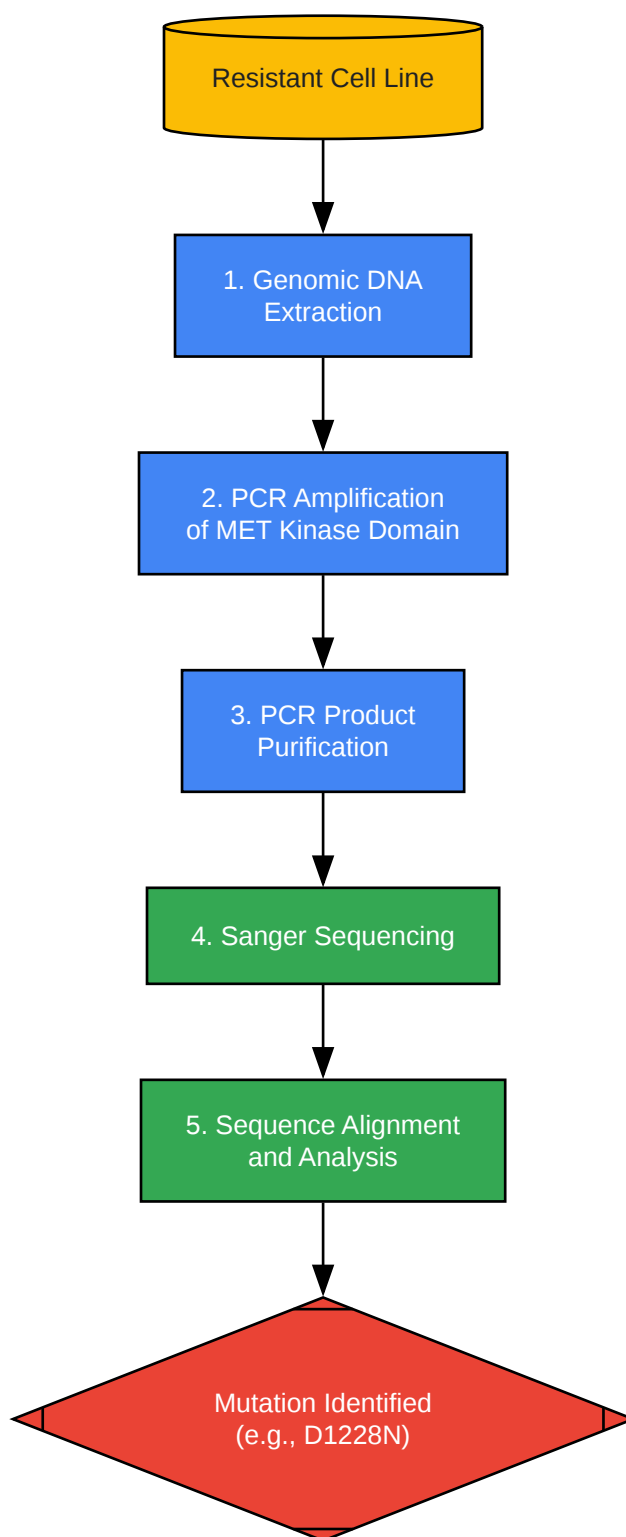 Resistant Cell Line
1. Genomic DNA
Extraction
2. PCR Amplification
of MET Kinase Domain
3. PCR Product
Purification
4. Sanger Sequencing
5. Sequence Alignment
and Analysis
Mutation Identified
(e.g., D1228N)